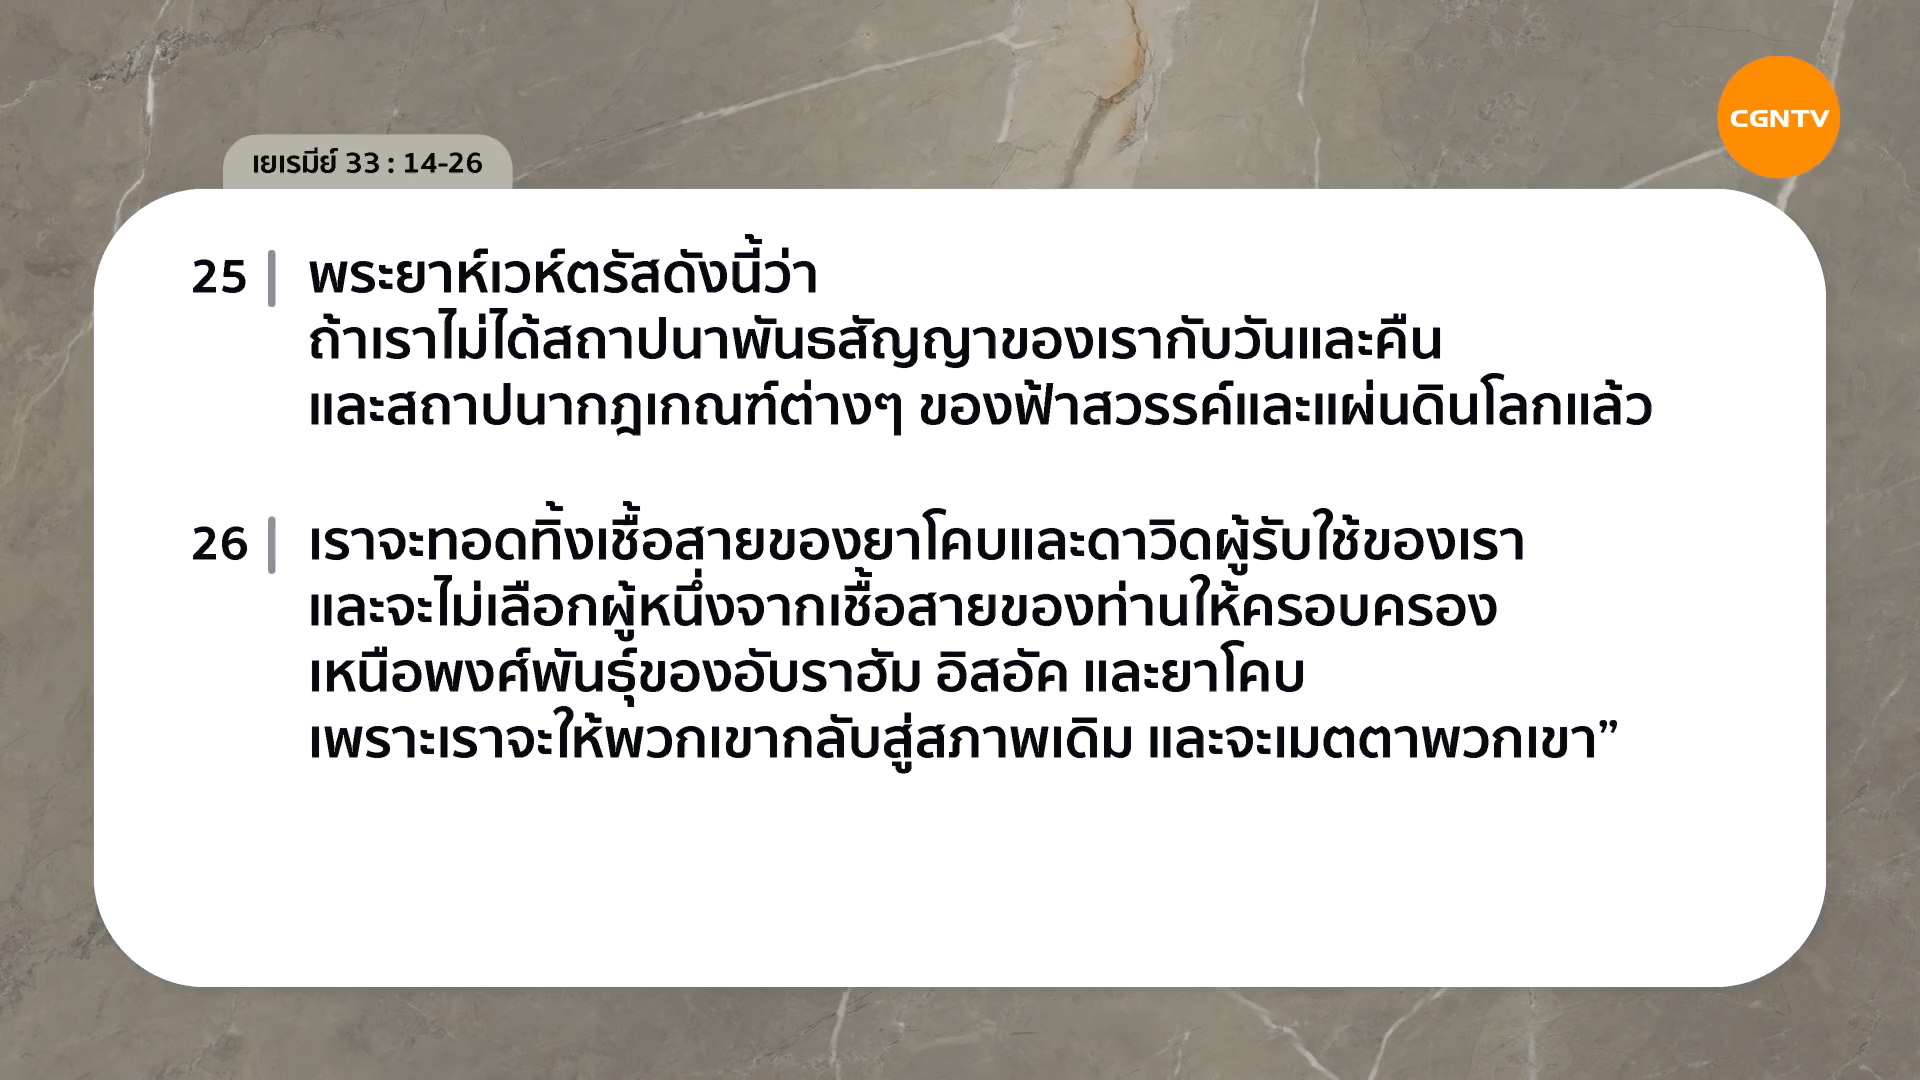 CGNTV
เยเรมีย์ 33 : 14-26
25 พระยาห์เวห์ตรัสดังนี้ว่า
ถ้าเราไม่ได้สถาปนาพันธสัญญาของเรากับวันและคืน
และสถาปนากฎเกณฑ์ต่างๆ ของฟ้าสวรรค์และแผ่นดินโลกแล้ว
26 เราจะทอดทิ้งเชื้อสายของยาโคบและดาวิดผู้รับใช้ของเรา
และจะไม่เลือกผู้หนึ่งจากเชื้อสายของท่านให้ครอบครอง
เหนือพงศ์พันธุ์ของอับราฮัม อิสอัค และยาโคบ
เพราะเราจะให้พวกเขากลับสู่สภาพเดิม และจะเมตตาพวกเขา”